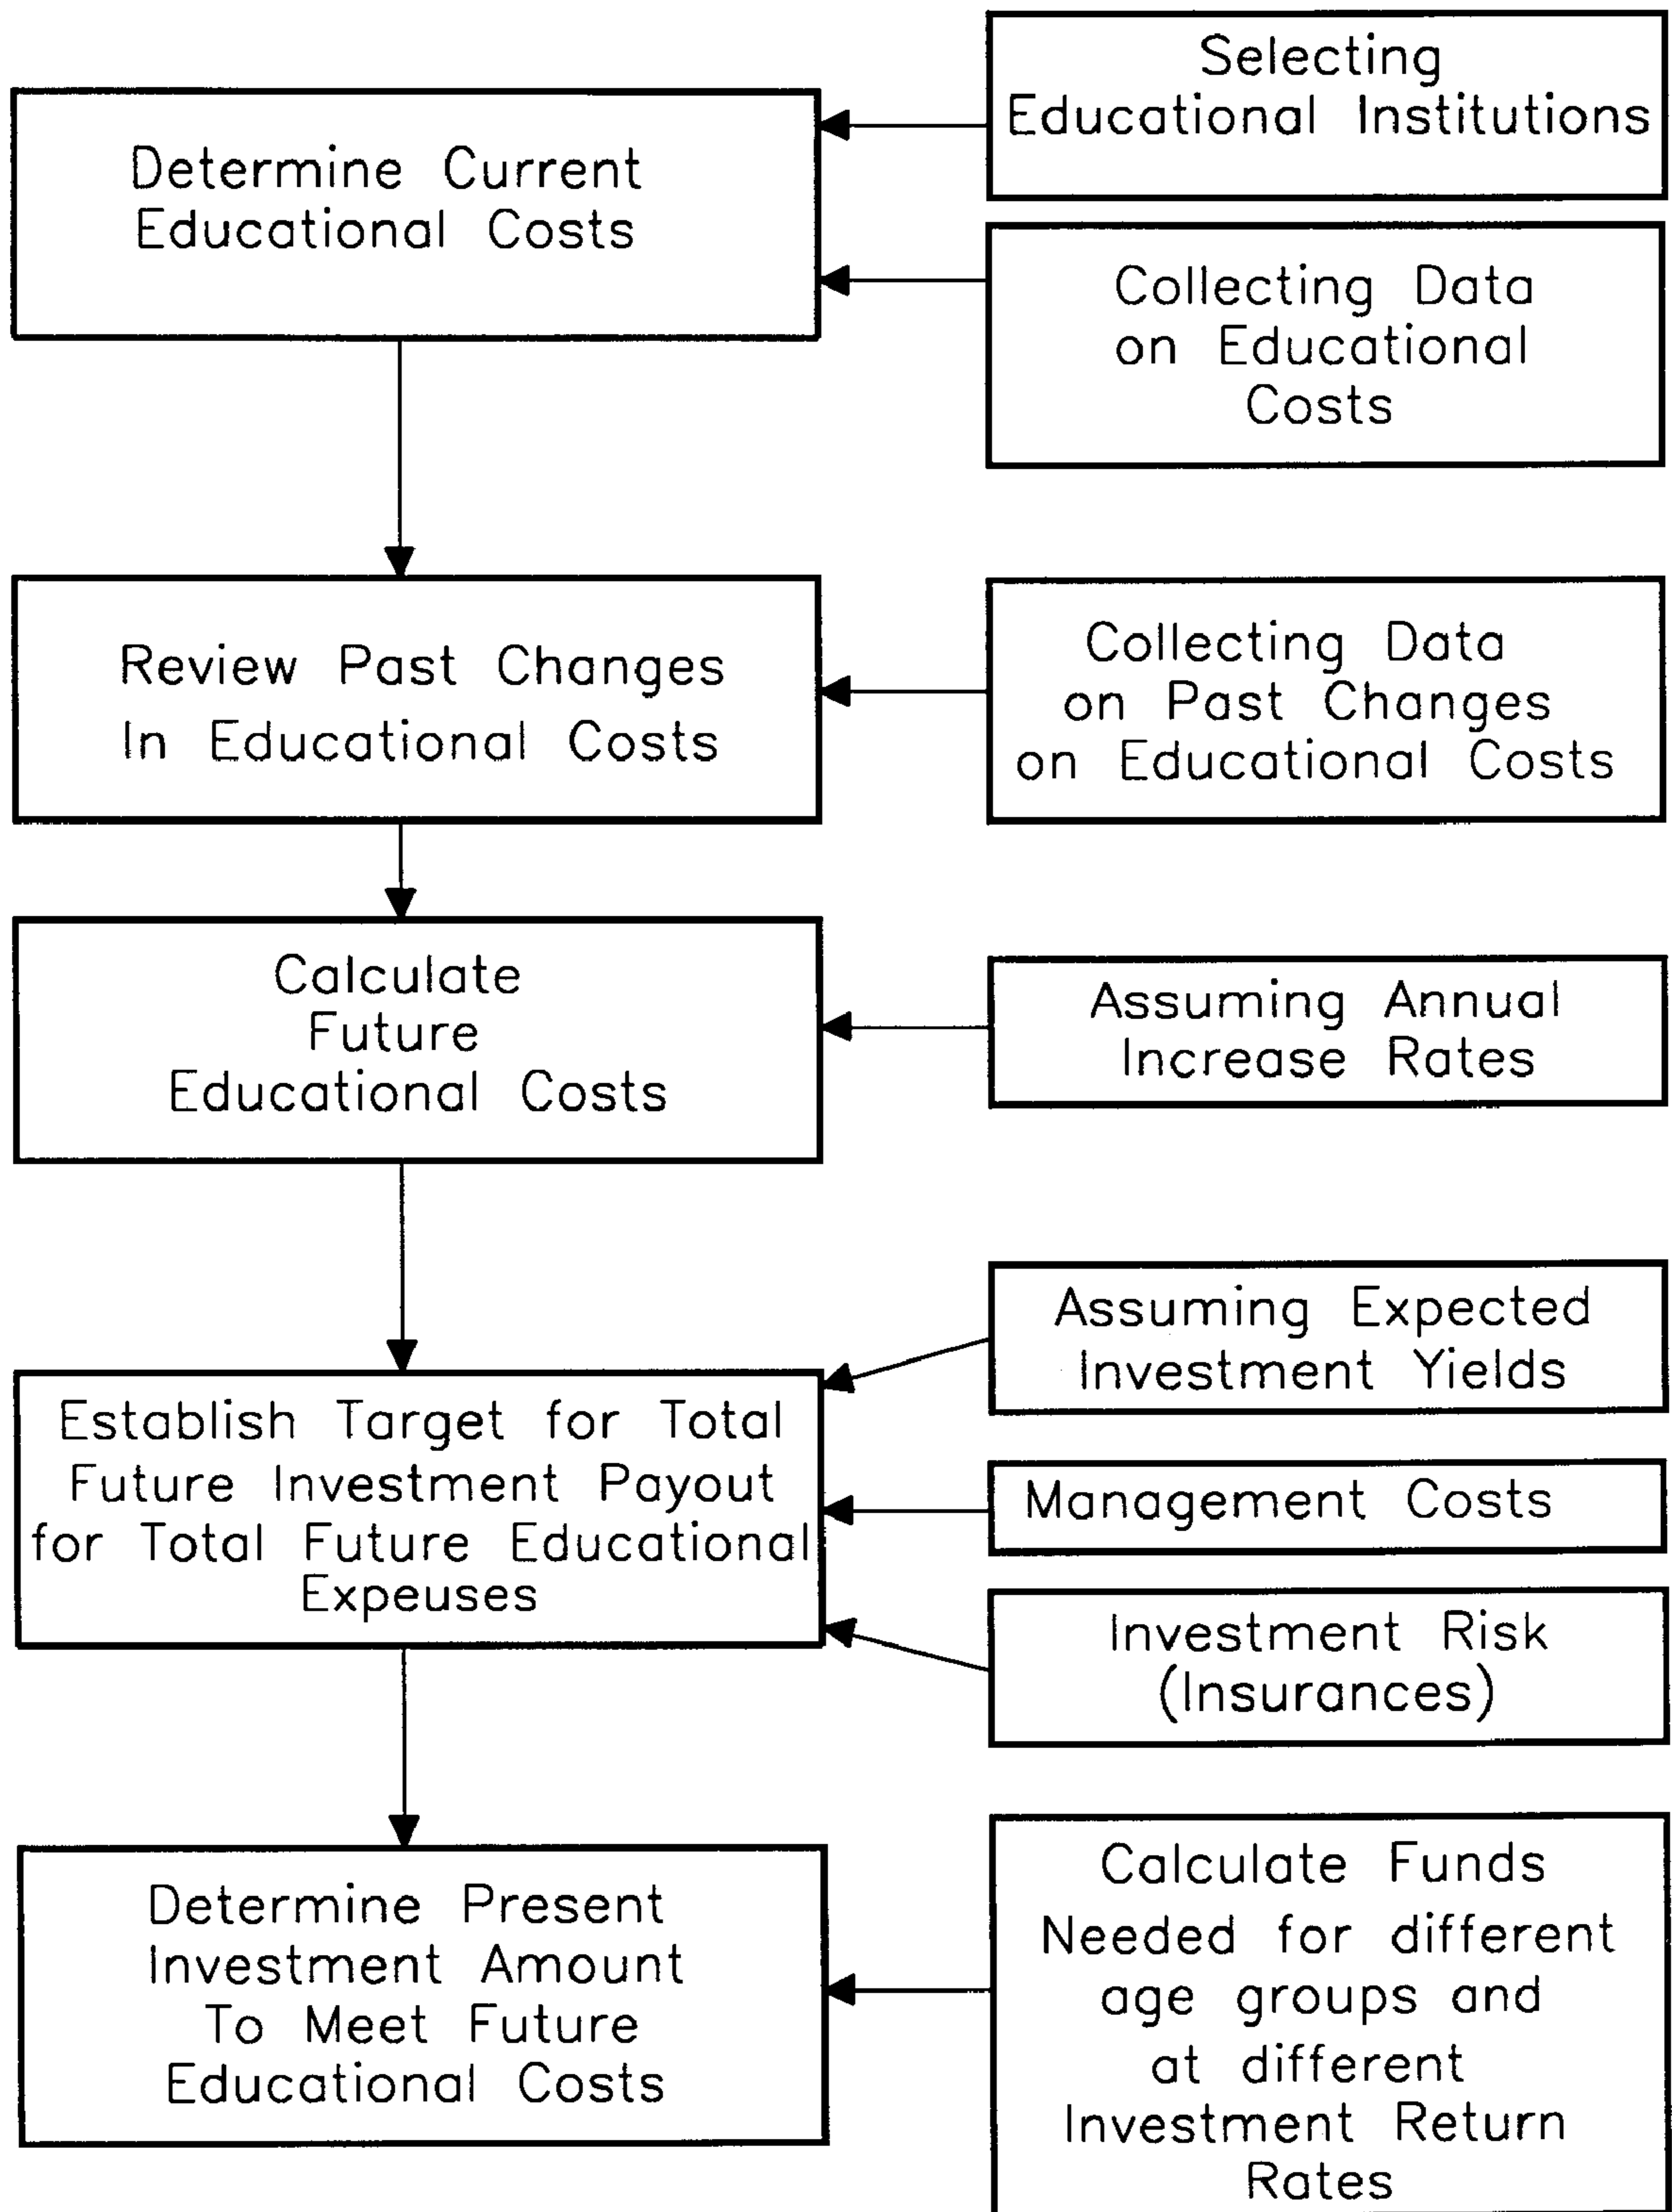 Selecting
Educational Institutions
Determine Current
Educational Costs
Collecting Data
on Educational
Costs
Review Past Changes
In Educational Costs
Collecting Data
on Past Changes
on Educational Costs
Calculate
Future
Educational Costs
Assuming Annual
Increase Rates
Assuming Expected
Investment Yields
Establish Target for Total
Future Investment Payout
for Total Future Educational
Expeuses
Management Costs
Investment Risk
(Insurances)
Determine Present
Investment Amount
To Meet Future
Educational Costs
Calculate Funds
Needed for different
age groups and
at different
Investment Return
Rates